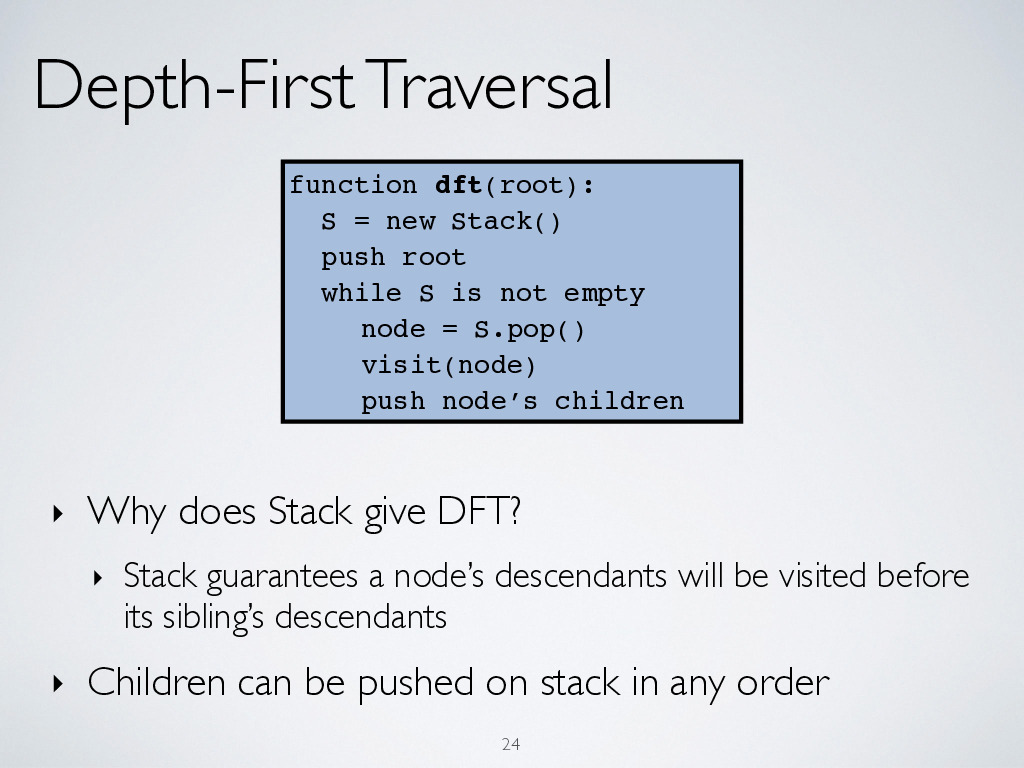 Depth-First Traversal
function dft(root):
S = new Stack()
push root
while S is not empty
node = S.pop()
visit(node)
push node’s children
‣ Why does Stack give DFT?
‣ Stack guarantees a node’s descendants will be visited before
its sibling’s descendants
‣ Children can be pushed on stack in any order
24